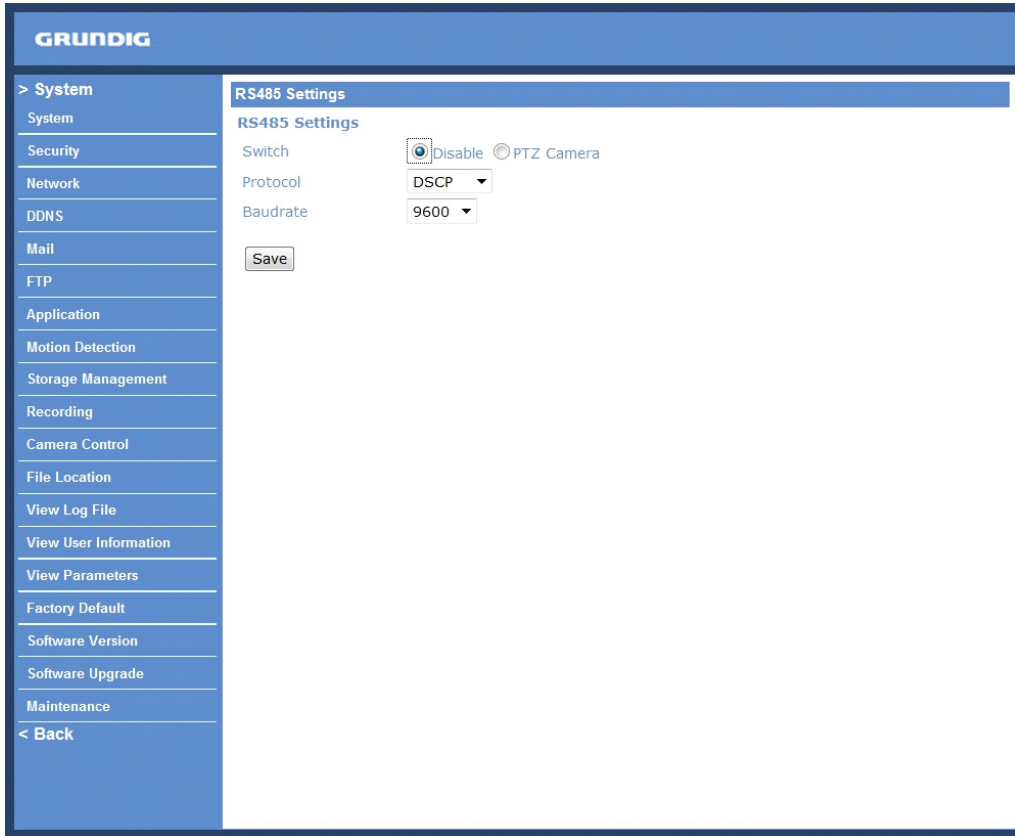 GRUNDIG
> System
System
Security
Network
DDNS
Mail
FTP
Application
Motion Detection
Storage Management
Recording
Camera Control
File Location
View Log File
View User Information
View Parameters
Factory Default
Software Version
Software Upgrade
Maintenance
< Back
RS485 Settings
RS485 Settings
Switch Disable PTZ Camera
Protocol DSCP
Baudrate 9600
Save